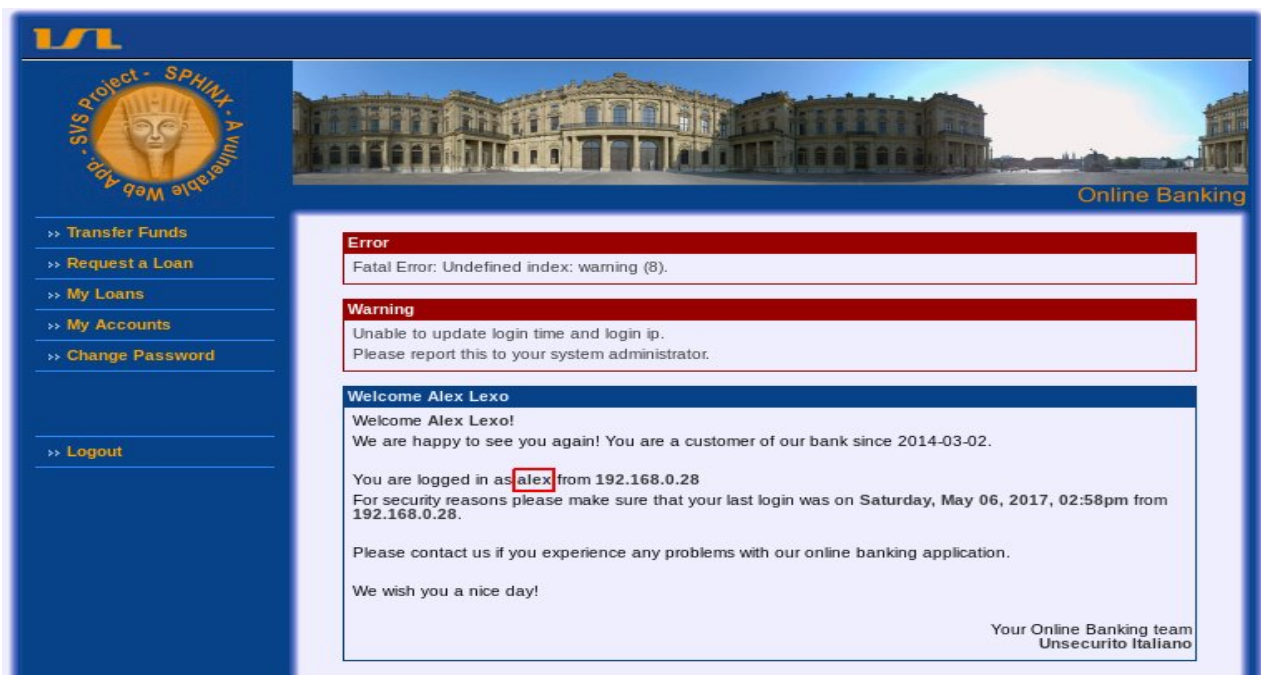 ISL
SVS Project - SPHINX - A vulnerable Web App. -
Online Banking
>> Transfer Funds
>> Request a Loan
>> My Loans
>> My Accounts
>> Change Password
>> Logout
Error
Fatal Error: Undefined index: warning (8).
Warning
Unable to update login time and login ip.
Please report this to your system administrator.
Welcome Alex Lexo
Welcome Alex Lexo!
We are happy to see you again! You are a customer of our bank since 2014-03-02.
You are logged in as alex from 192.168.0.28
For security reasons please make sure that your last login was on Saturday, May 06, 2017, 02:58pm from
192.168.0.28.
Please contact us if you experience any problems with our online banking application.
We wish you a nice day!
Your Online Banking team
Unsecurito Italiano